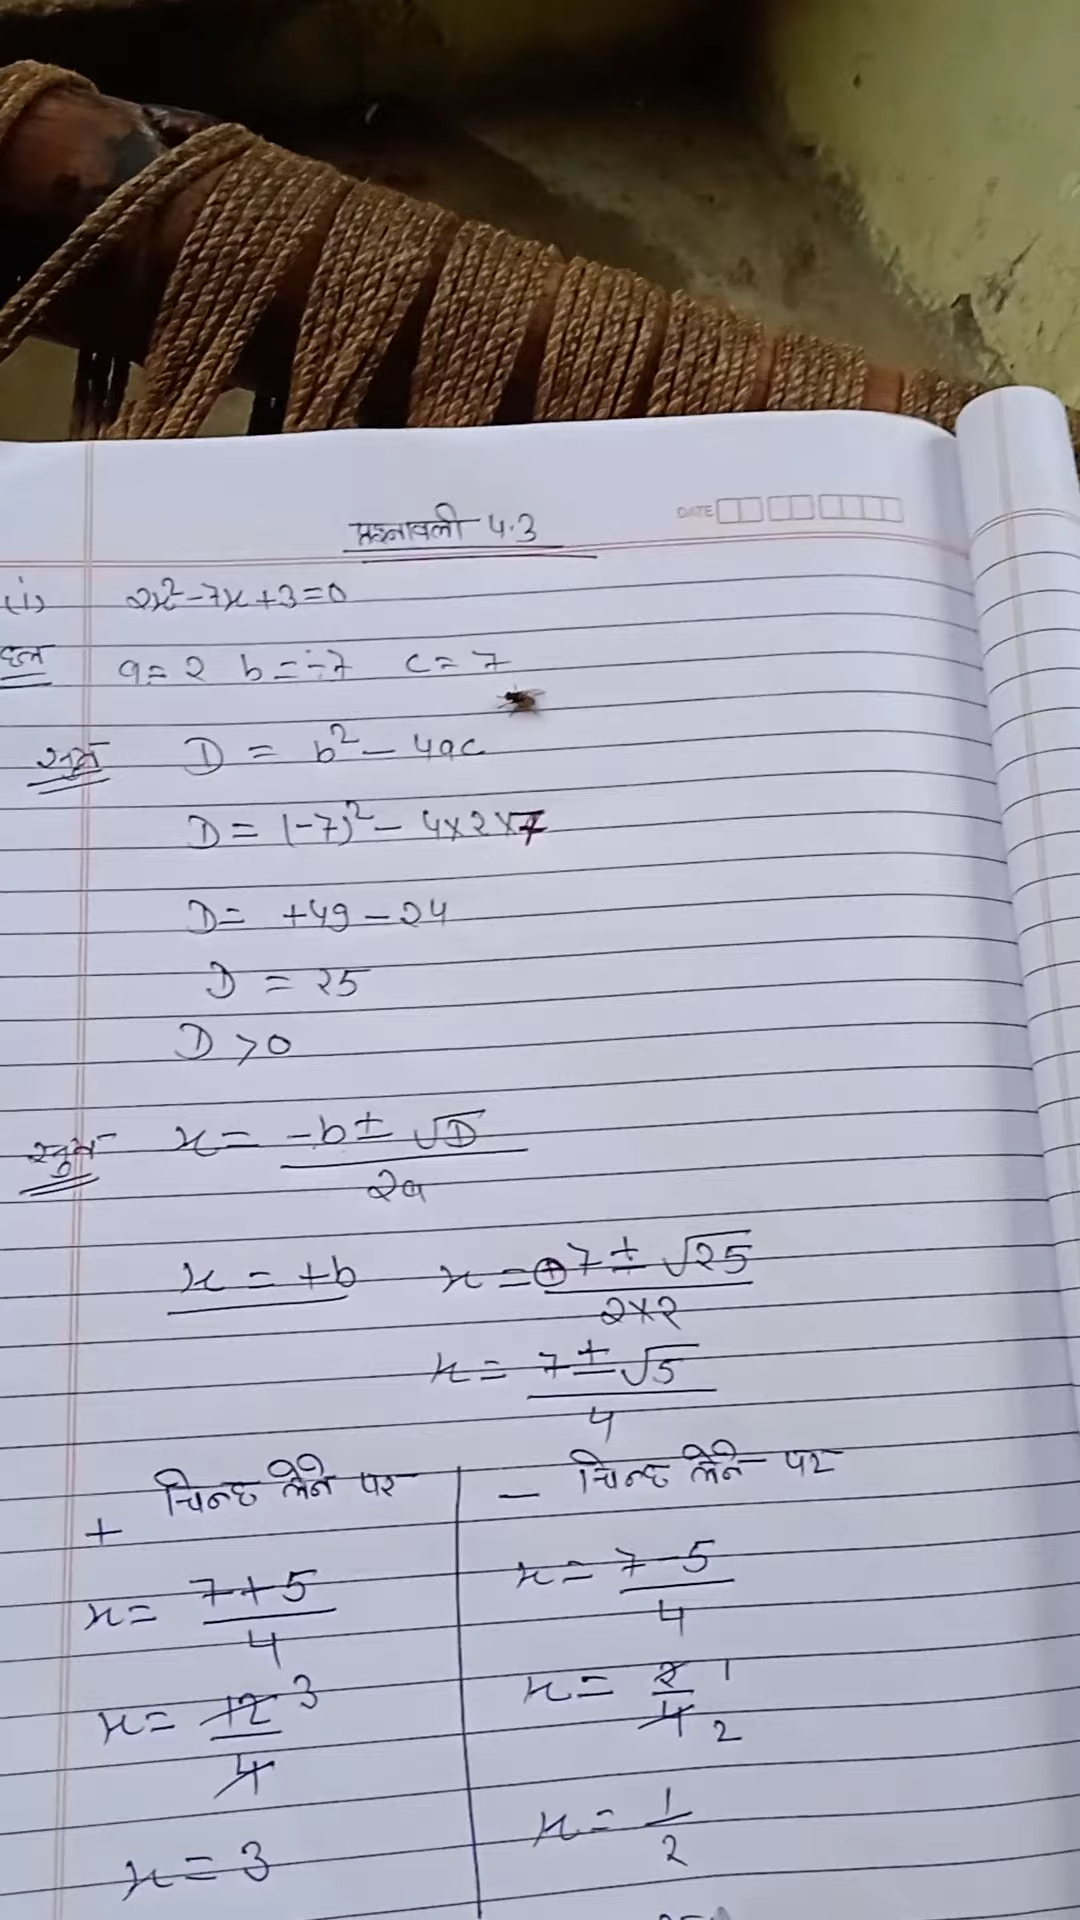 प्रश्नावली 4.3
DATE
(i) 2x²-7x+3=0
हल a=2 b=-7 c=7
सूत्र D = b² - 4ac
D = (-7)² - 4×2×7
D = +49 - 24
D = 25
D > 0
सूत्र x = -b ± √D / 2a
x = +b x = +7 ± √25 / 2×2
x = 7 ± √5 / 4
+ चिन्ह लेने पर - चिन्ह लेने पर
x = 7+5 / 4 x = 7-5 / 4
x = 12 / 4 3 x = 2 / 4 1 2
x = 3 x = 1 / 2